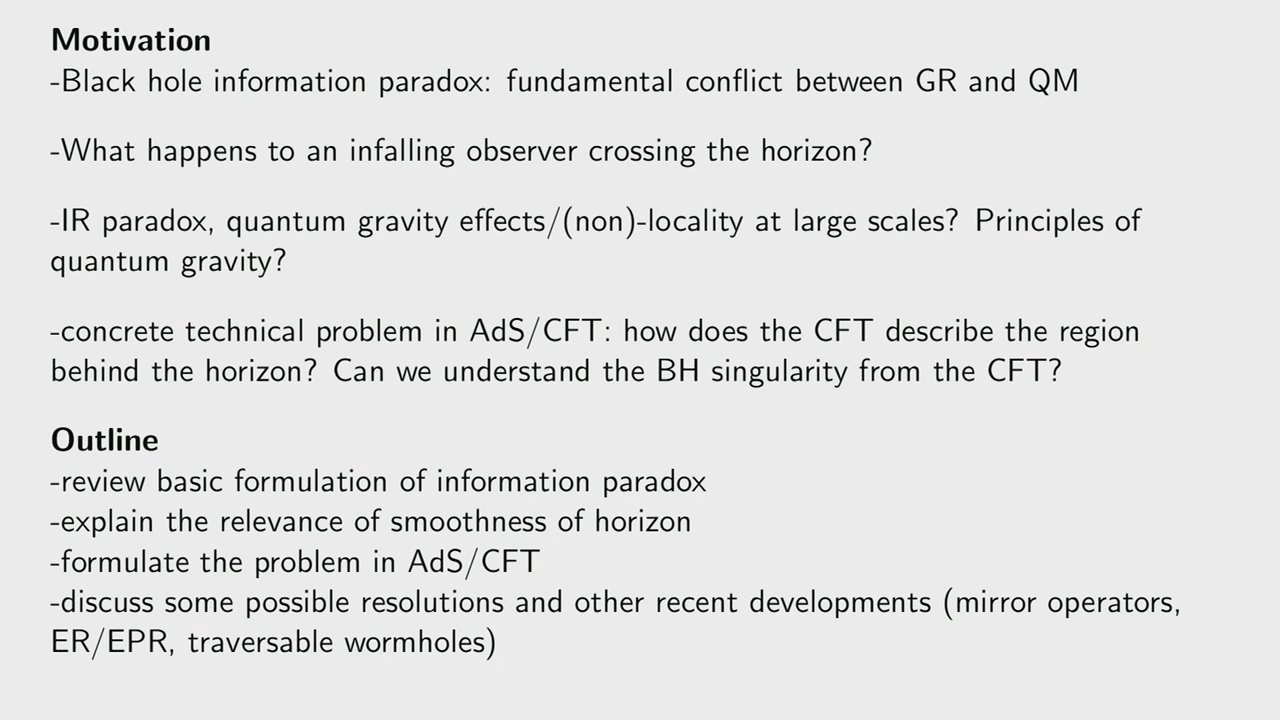 Motivation
-Black hole information paradox: fundamental conflict between GR and QM
-What happens to an infalling observer crossing the horizon?
-IR paradox, quantum gravity effects/(non)-locality at large scales? Principles of
quantum gravity?
-concrete technical problem in AdS/CFT: how does the CFT describe the region
behind the horizon? Can we understand the BH singularity from the CFT?
Outline
-review basic formulation of information paradox
-explain the relevance of smoothness of horizon
-formulate the problem in AdS/CFT
-discuss some possible resolutions and other recent developments (mirror operators,
ER/EPR, traversable wormholes)